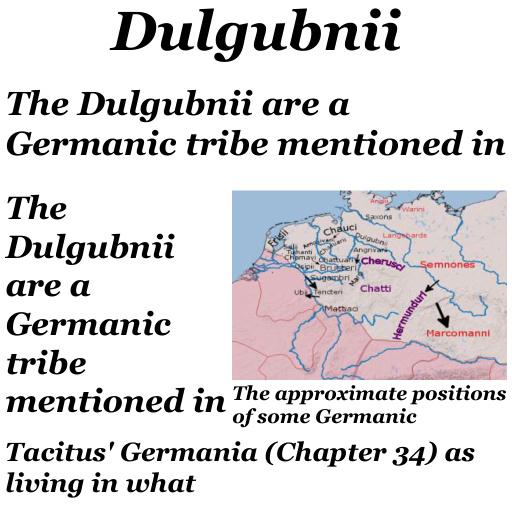 Dulgubnii
The Dulgubnii are a
Germanic tribe mentioned in
The
Dulgubnii
are a
Germanic
tribe
mentioned in
Anglii
Warini
Saxons
Chauci
Langobards
Frisii
Dulgubnii
Angrivarii
Cherusci
Semnones
Chamavi
Bructeri
Sugambri
Chatti
Ubii
Tencteri
Hermunduri
Mattiaci
Marcomanni
The approximate positions
of some Germanic
Tacitus' Germania (Chapter 34) as
living in what